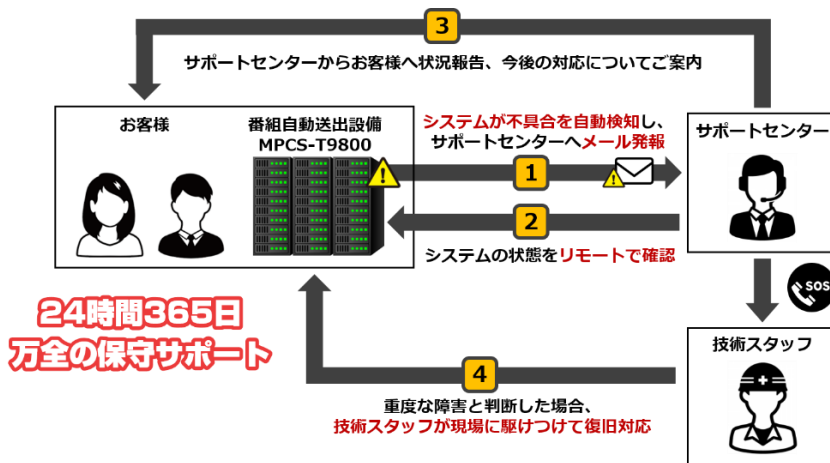 3
サポートセンターからお客様へ状況報告、今後の対応についてご案内
お客様
番組自動送出設備
MPCS-T9800
システムが不具合を自動検知し、
サポートセンターへメール発報
1
サポートセンター
2
システムの状態をリモートで確認
SOS
24時間365日
万全の保守サポート
技術スタッフ
4
重度な障害と判断した場合、
技術スタッフが現場に駆けつけて復旧対応